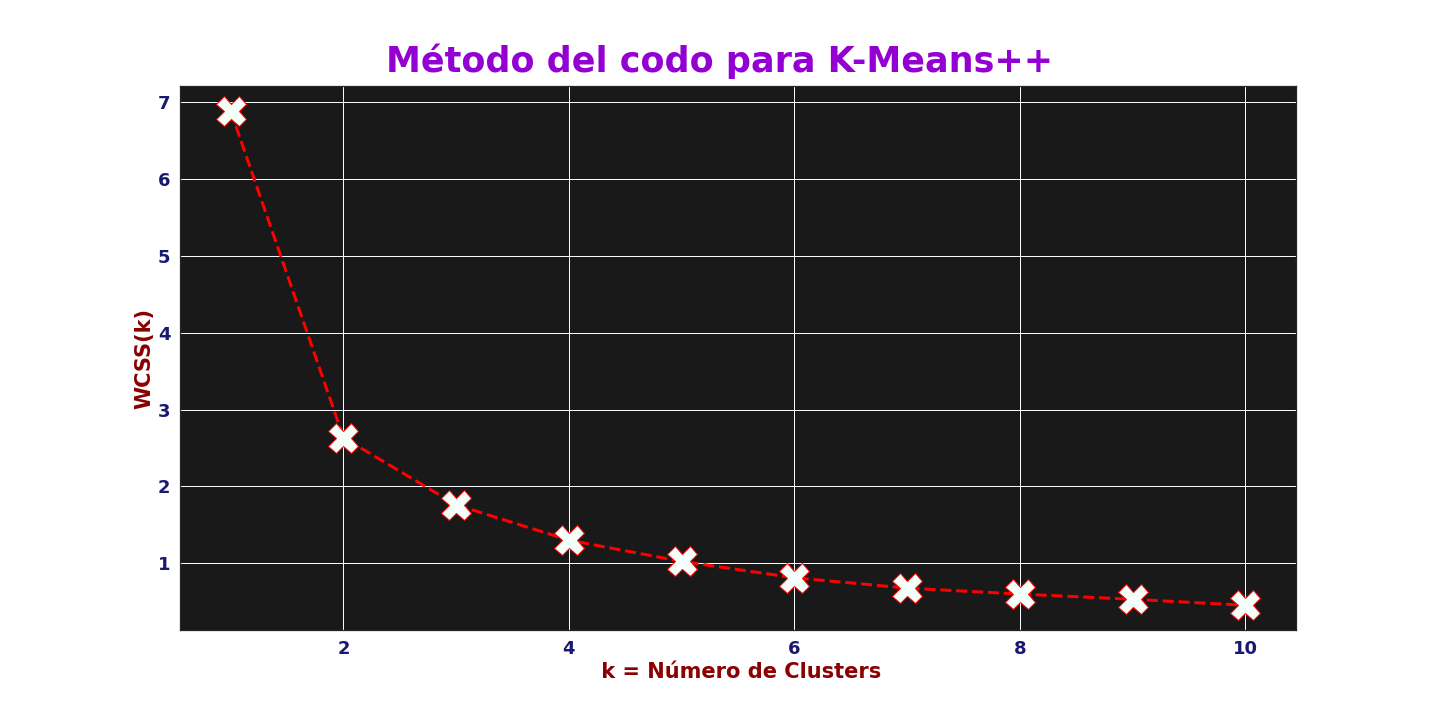 Método del codo para K-Means++
7
6
5
4
3
2
1
WCSS(k)
2 4 6 8 10
k = Número de Clusters